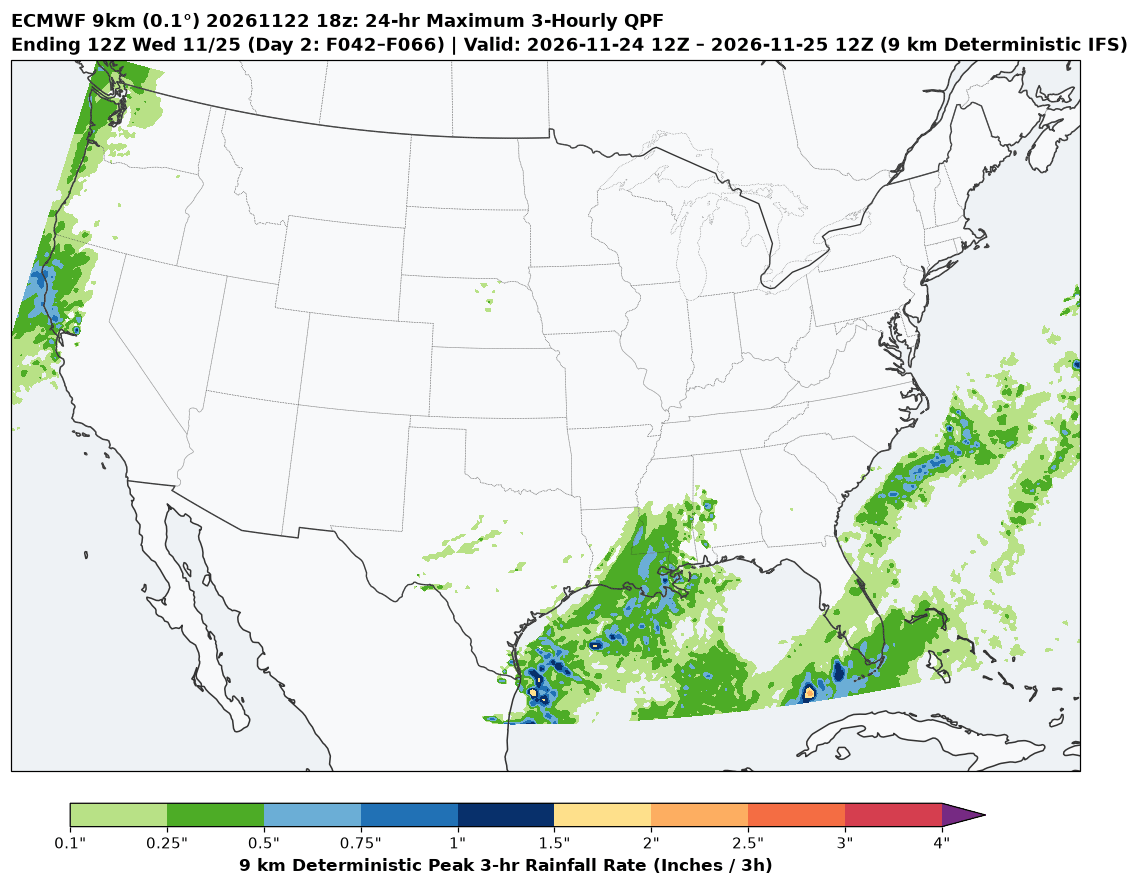 ECMWF 9km (0.1°) 20261122 18z: 24-hr Maximum 3-Hourly QPF
Ending 12Z Wed 11/25 (Day 2: F042–F066) | Valid: 2026-11-24 12Z – 2026-11-25 12Z (9 km Deterministic IFS)
0.1" 0.25" 0.5" 0.75" 1" 1.5" 2" 2.5" 3" 4"
9 km Deterministic Peak 3-hr Rainfall Rate (Inches / 3h)